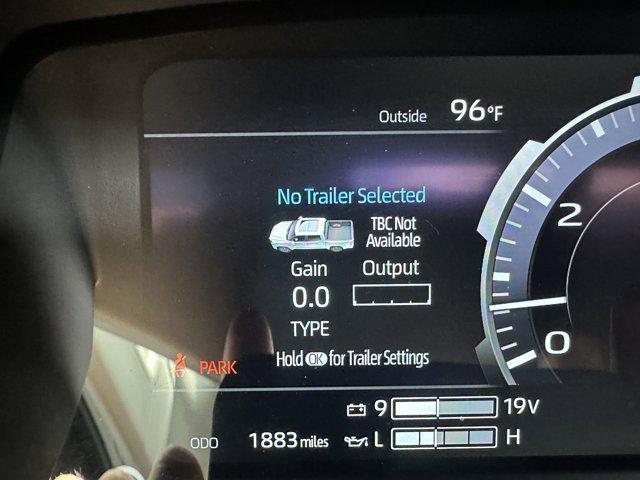 Outside 96°F
No Trailer Selected
TBC Not
Available
Gain Output
0.0
TYPE
Hold OK for Trailer Settings
PARK
9 19V
ODO 1883 miles L H
2
0